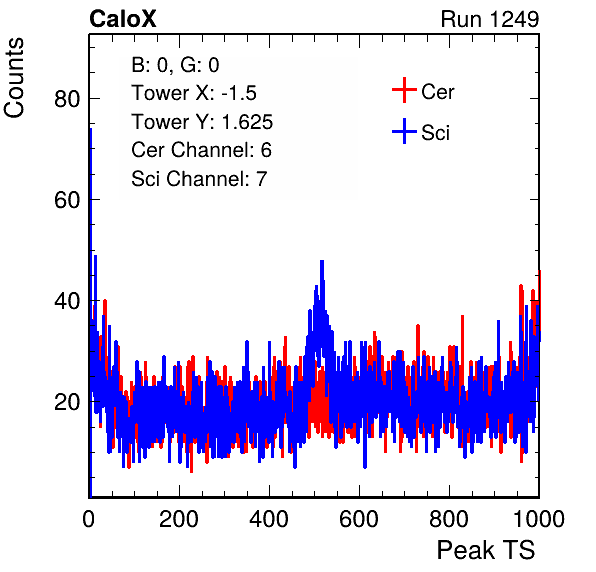 CaloX Run 1249
Counts
B: 0, G: 0
Tower X: -1.5
Tower Y: 1.625
Cer Channel: 6
Sci Channel: 7
Cer
Sci
80
60
40
20
0 200 400 600 800 1000
Peak TS